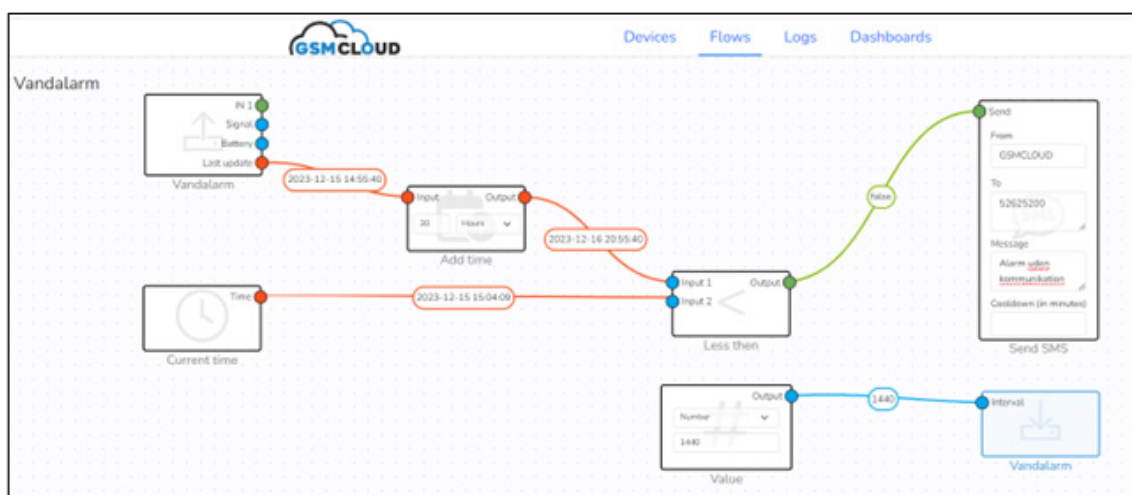 GSMCLOUD
Devices Flows Logs Dashboards
Vandalarm
IN 1
Signal
Battery
Last update
Vandalarm
2023-12-15 14:55:40
Input Output
30 Hours
Add time
2023-12-16 20:55:40
Time
Current time
2023-12-15 15:04:09
Input 1 Output
Input 2
<
Less then
false
Send
From
GSMCLOUD
To
52625200
SMS
Message
Alarm uden
kommunikation
Cooldown (in minutes)
Send SMS
Output
Number
#
1440
Value
1440
Interval
Vandalarm